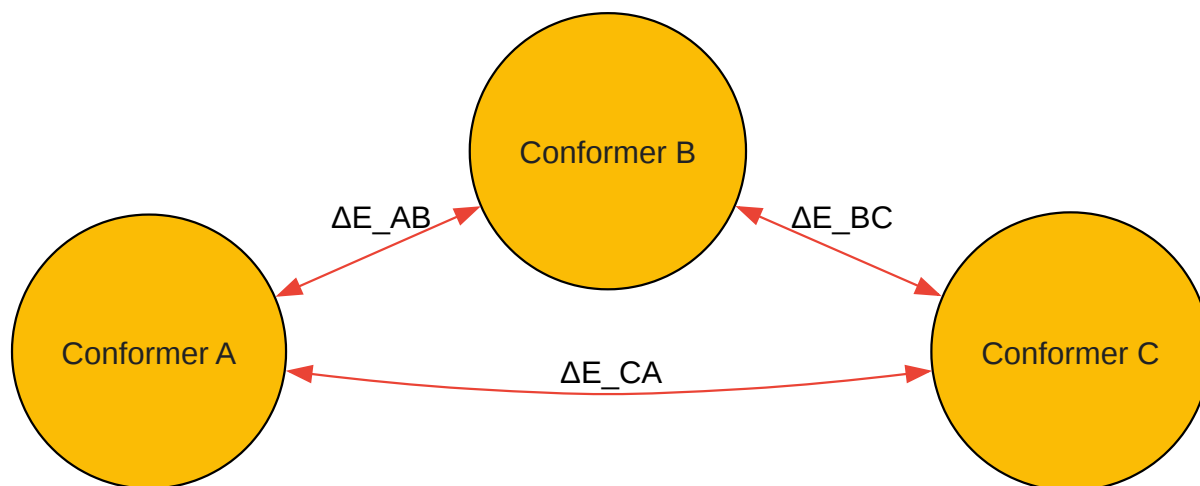 Conformer B
ΔE_AB
ΔE_BC
Conformer A
Conformer C
ΔE_CA